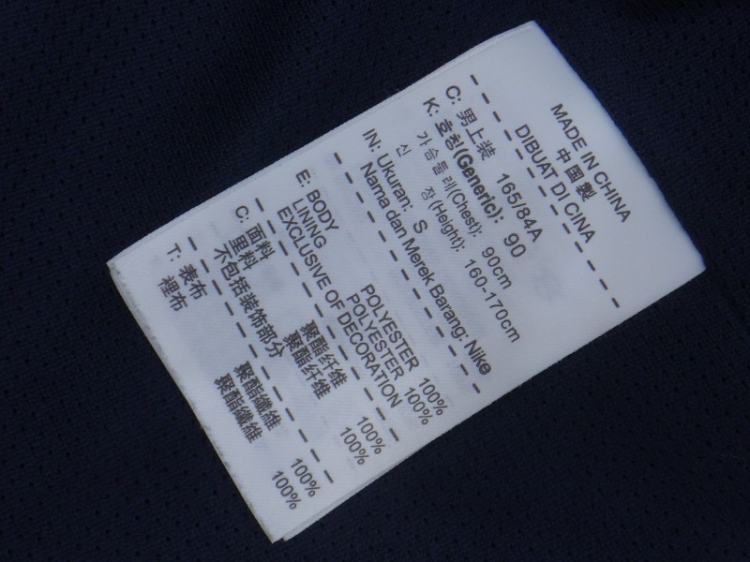 MADE IN CHINA
中国製
DIBUAT DI CINA
C: 男上装 165/84A
K: 호칭(Generic): 90
가슴둘레(Chest): 90cm
신 장(Height): 160-170cm
IN: Ukuran: S
Nama dan Merek Barang: Nike
E: BODY POLYESTER 100%
LINING POLYESTER 100%
EXCLUSIVE OF DECORATION
C: 面料 聚酯纤维 100%
里料 聚酯纤维 100%
不包括装饰部分
T: 表布 聚酯纖維 100%
裡布 聚酯纖維 100%